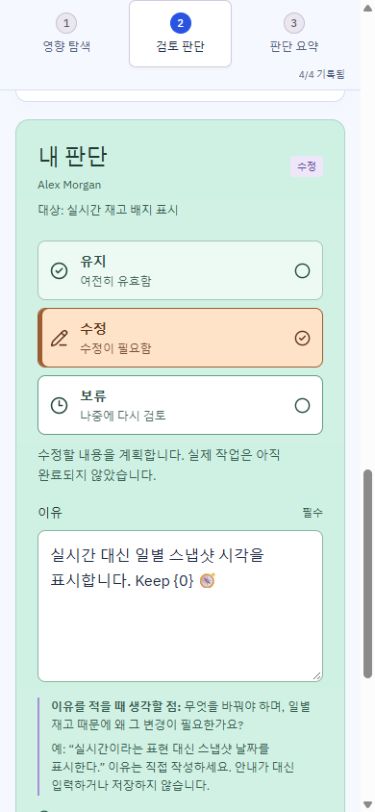 1
영향 탐색
2
검토 판단
3
판단 요약
4/4 기록됨
내 판단
수정
Alex Morgan
대상: 실시간 재고 배지 표시
유지
여전히 유효함
수정
수정이 필요함
보류
나중에 다시 검토
수정할 내용을 계획합니다. 실제 작업은 아직
완료되지 않았습니다.
이유
필수
실시간 대신 일별 스냅샷 시각을
표시합니다. Keep {0} 🧭
이유를 적을 때 생각할 점: 무엇을 바꿔야 하며, 일별
재고 때문에 왜 그 변경이 필요한가요?
예: “실시간이라는 표현 대신 스냅샷 날짜를
표시한다.” 이유는 직접 작성하세요. 안내가 대신
입력하거나 저장하지 않습니다.